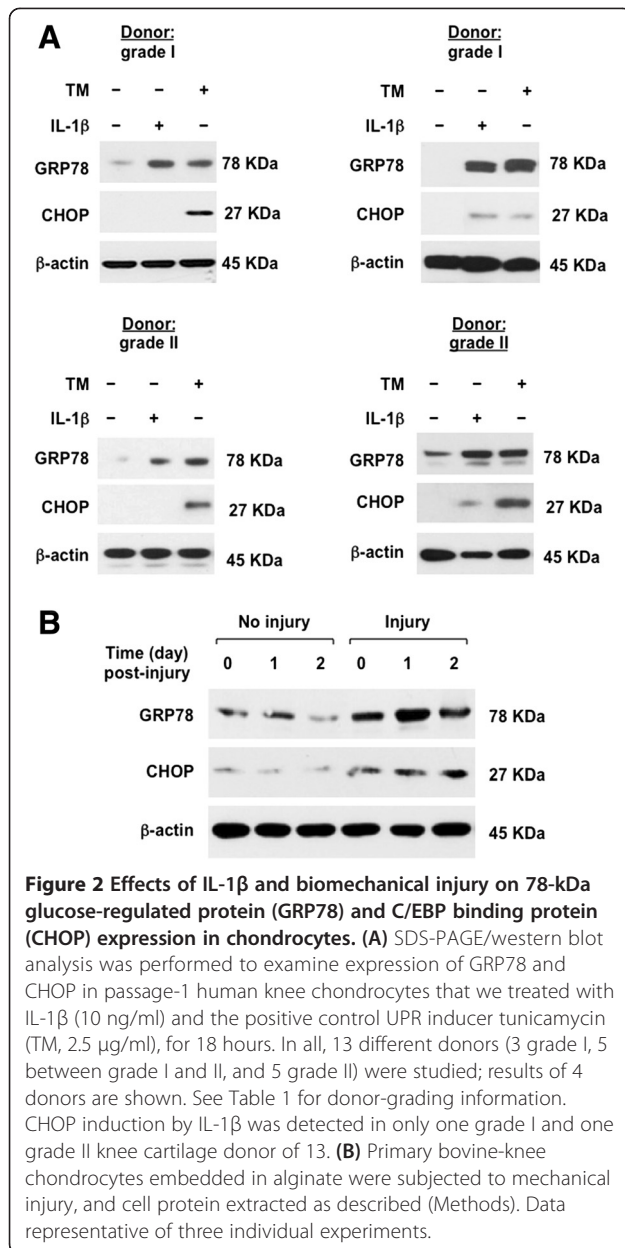 A
Donor:
grade I
TM – – +
IL-1β – + –
GRP78 78 KDa
CHOP 27 KDa
β-actin 45 KDa
Donor:
grade I
TM – – +
IL-1β – + –
GRP78 78 KDa
CHOP 27 KDa
β-actin 45 KDa
Donor:
grade II
TM – – +
IL-1β – + –
GRP78 78 KDa
CHOP 27 KDa
β-actin 45 KDa
Donor:
grade II
TM – – +
IL-1β – + –
GRP78 78 KDa
CHOP 27 KDa
β-actin 45 KDa
B
No injury Injury
Time (day) 0 1 2 0 1 2
post-injury
GRP78 78 KDa
CHOP 27 KDa
β-actin 45 KDa
Figure 2 Effects of IL-1β and biomechanical injury on 78-kDa
glucose-regulated protein (GRP78) and C/EBP binding protein
(CHOP) expression in chondrocytes. (A) SDS-PAGE/western blot
analysis was performed to examine expression of GRP78 and
CHOP in passage-1 human knee chondrocytes that we treated with
IL-1β (10 ng/ml) and the positive control UPR inducer tunicamycin
(TM, 2.5 μg/ml), for 18 hours. In all, 13 different donors (3 grade I, 5
between grade I and II, and 5 grade II) were studied; results of 4
donors are shown. See Table 1 for donor-grading information.
CHOP induction by IL-1β was detected in only one grade I and one
grade II knee cartilage donor of 13. (B) Primary bovine-knee
chondrocytes embedded in alginate were subjected to mechanical
injury, and cell protein extracted as described (Methods). Data
representative of three individual experiments.